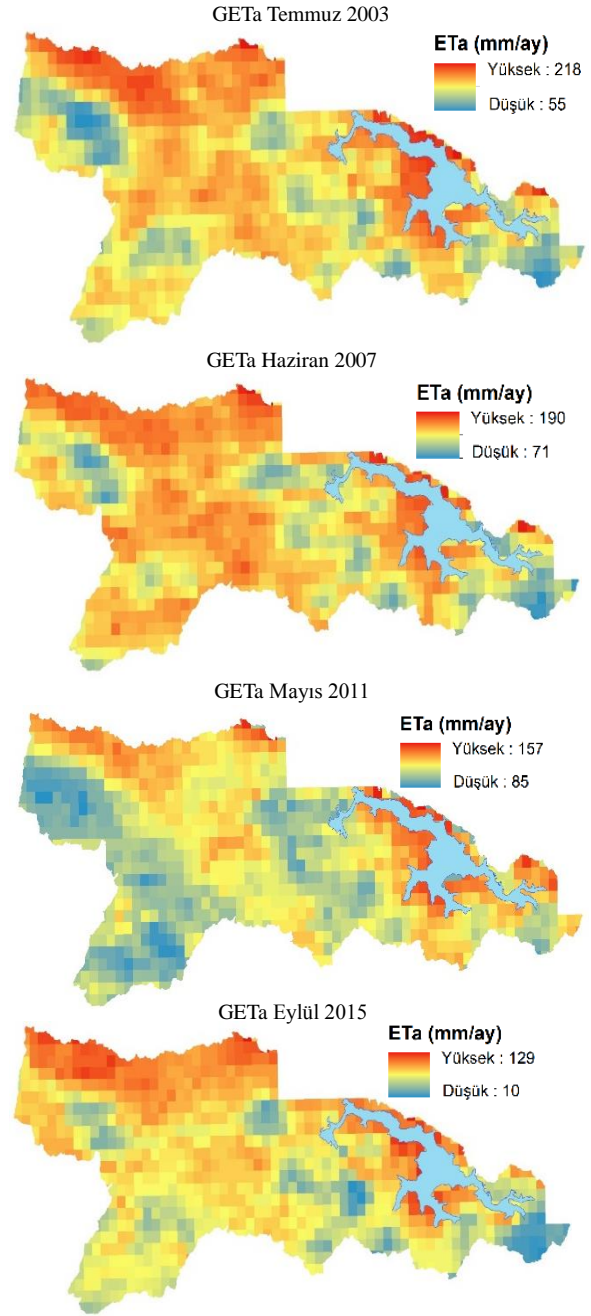 GETa Temmuz 2003
ETa (mm/ay)
Yüksek : 218
Düşük : 55
GETa Haziran 2007
ETa (mm/ay)
Yüksek : 190
Düşük : 71
GETa Mayıs 2011
ETa (mm/ay)
Yüksek : 157
Düşük : 85
GETa Eylül 2015
ETa (mm/ay)
Yüksek : 129
Düşük : 10